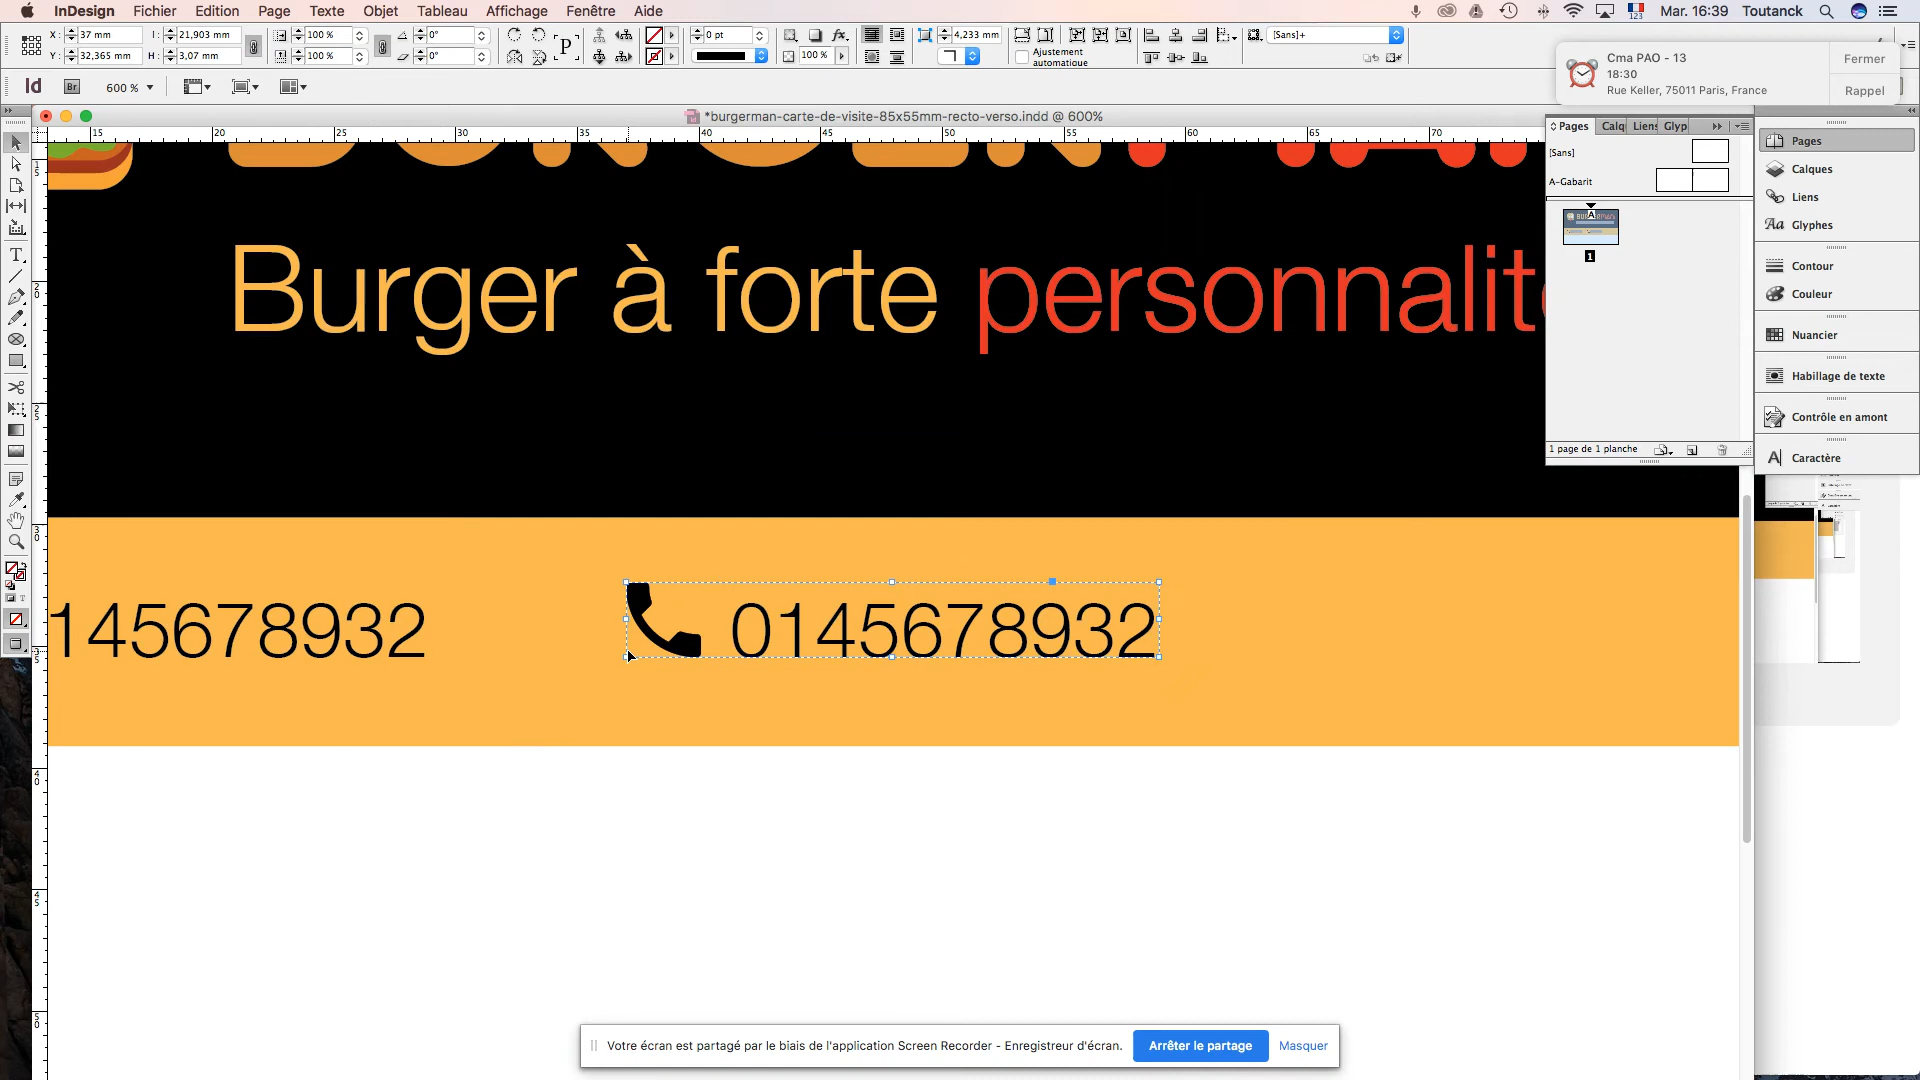 InDesign Fichier Edition Page Texte Objet Tableau Affichage Fenêtre Aide Mar. 16:39 Toutanck
X : 37 mm I : 21,903 mm 100 % 0° P 0 pt fx 4,233 mm [Sans]+
Y : 32,365 mm H : 3,07 mm 100 % 0° 100 % Ajustement automatique
Cma PAO - 13
18:30
Rue Keller, 75011 Paris, France
Fermer
Rappel
Id Br 600 %
*burgerman-carte-de-visite-85x55mm-recto-verso.indd @ 600%
15 20 25 30 35 40 45 50 55 60 65 70
Pages Calq Liens Glyp
[Sans]
A-Gabarit
A
1
1 page de 1 planche
Pages
Calques
Liens
Glyphes
Contour
Couleur
Nuancier
Habillage de texte
Contrôle en amont
Caractère
Burger à forte personnalit
145678932
0145678932
Votre écran est partagé par le biais de l'application Screen Recorder - Enregistreur d'écran. Arrêter le partage Masquer